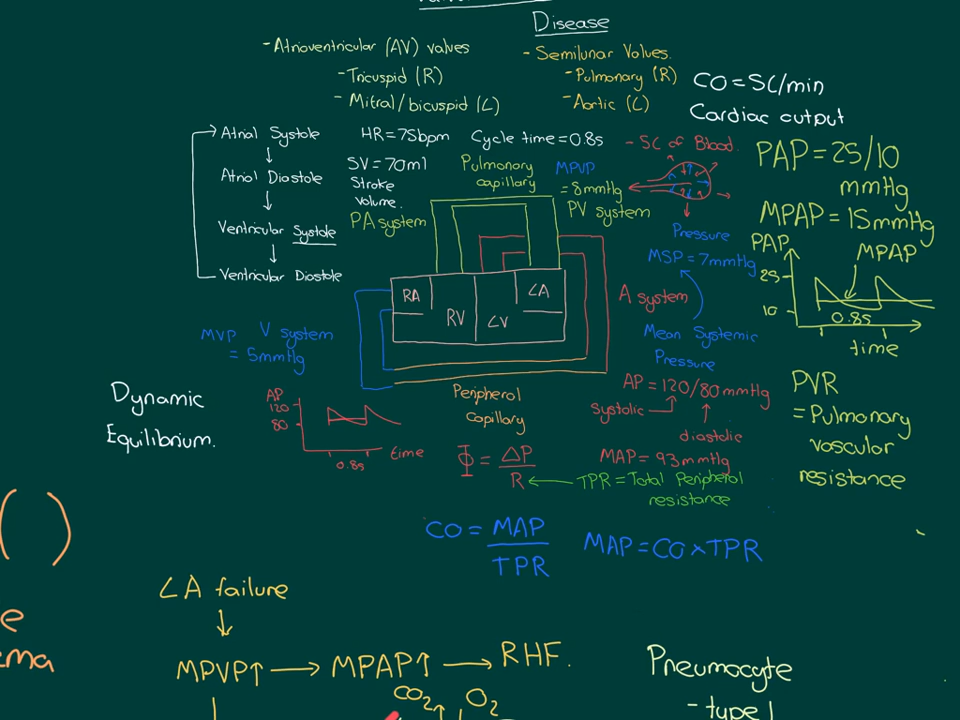 Disease
-Atrioventricular (AV) valves
-Tricuspid (R)
-Mitral/bicuspid (L)
-Semilunar Valves
-Pulmonary (R)
-Aortic (L)
CO=5L/min
Cardiac output
Atrial Systole
Atrial Diastole
Ventricular Systole
Ventricular Diastole
HR=75bpm
Cycle time=0.8s
SV=70ml
Stroke
volume.
PA system
Pulmonary
capillary
MPVP
=8mmHg
PV system
-5L of Blood.
Pressure
MSP=7mmHg
A system
Mean Systemic
Pressure
PAP=25/10
mmHg
MPAP=15mmHg
PAP
MPAP
25
10
0.8s
time
RA
RV
LV
LA
MVP
=5mmHg
V system
Dynamic
Equilibrium.
AP
120
80
0.8s
time
Peripheral
Capillary
AP=120/80mmHg
systolic
diastolic
MAP=93mmHg
Φ=ΔP
R
TPR=Total Peripheral
resistance
PVR
=Pulmonary
vascular
resistance
CO=MAP
TPR
MAP=CO×TPR
LA failure
MPVP↑ → MPAP↑ → RHF.
CO2↑
O2
Pneumocyte
-type 1